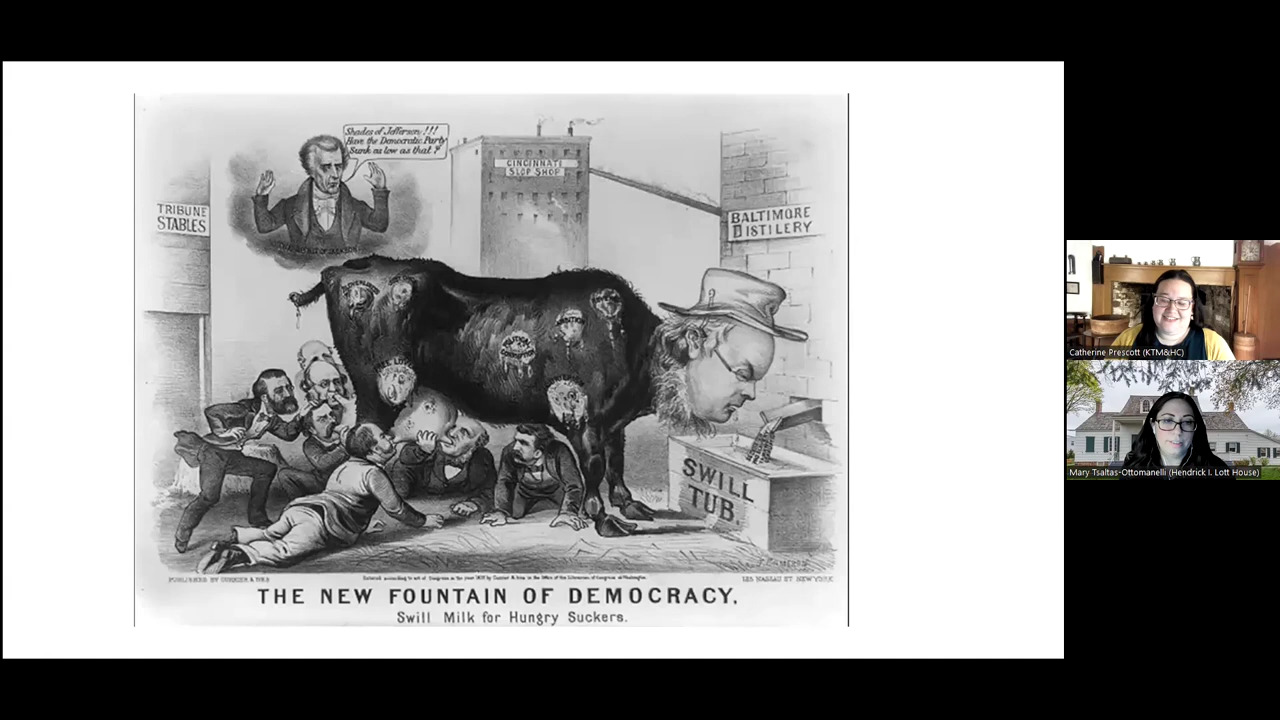 Shades of Jefferson!!!
Have the Democratic Party
Sunk as low as that?
TRIBUNE
STABLES
CINCINNATI
SLOP SHOP
BALTIMORE
DISTILERY
SWILL
TUB.
PUBLISHED BY CURRIER & IVES
125 NASSAU ST NEW YORK
THE NEW FOUNTAIN OF DEMOCRACY,
Swill Milk for Hungry Suckers.
Catherine Prescott (KTM&HC)
Mary Tsaltas-Ottomanelli (Hendrick I. Lott House)